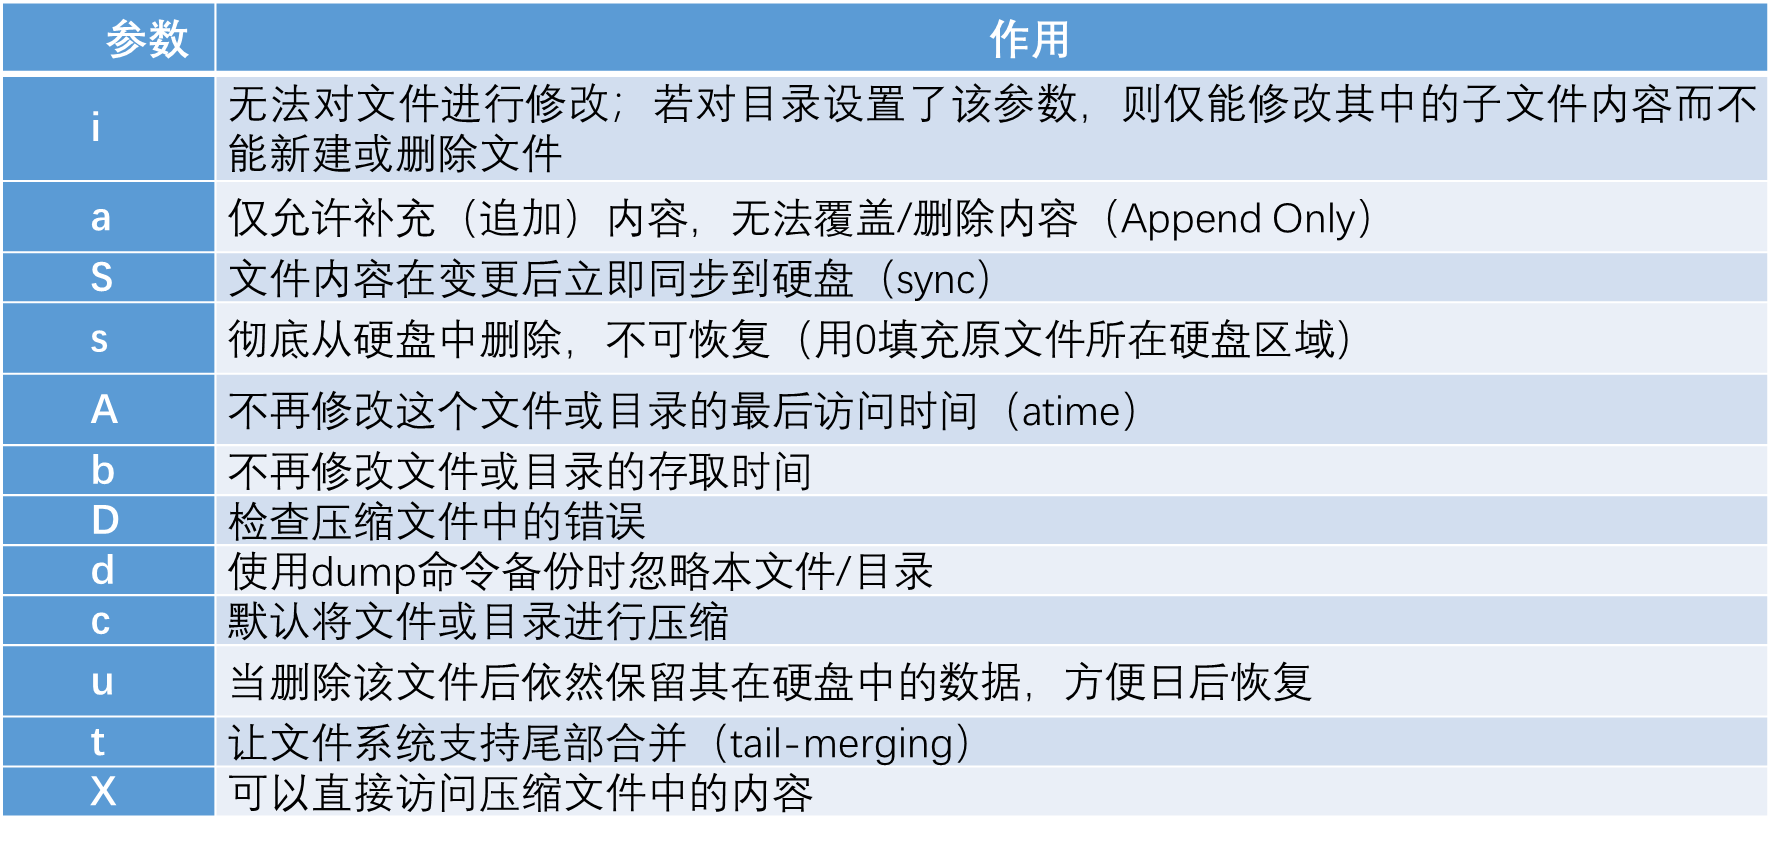 参数 作用
i 无法对文件进行修改；若对目录设置了该参数，则仅能修改其中的子文件内容而不
能新建或删除文件
a 仅允许补充（追加）内容，无法覆盖/删除内容（Append Only）
S 文件内容在变更后立即同步到硬盘（sync）
s 彻底从硬盘中删除，不可恢复（用0填充原文件所在硬盘区域）
A 不再修改这个文件或目录的最后访问时间（atime）
b 不再修改文件或目录的存取时间
D 检查压缩文件中的错误
d 使用dump命令备份时忽略本文件/目录
c 默认将文件或目录进行压缩
u 当删除该文件后依然保留其在硬盘中的数据，方便日后恢复
t 让文件系统支持尾部合并（tail-merging）
X 可以直接访问压缩文件中的内容